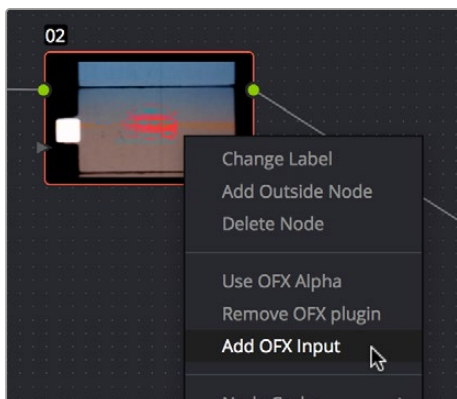 02
Change Label
Add Outside Node
Delete Node
Use OFX Alpha
Remove OFX plugin
Add OFX Input